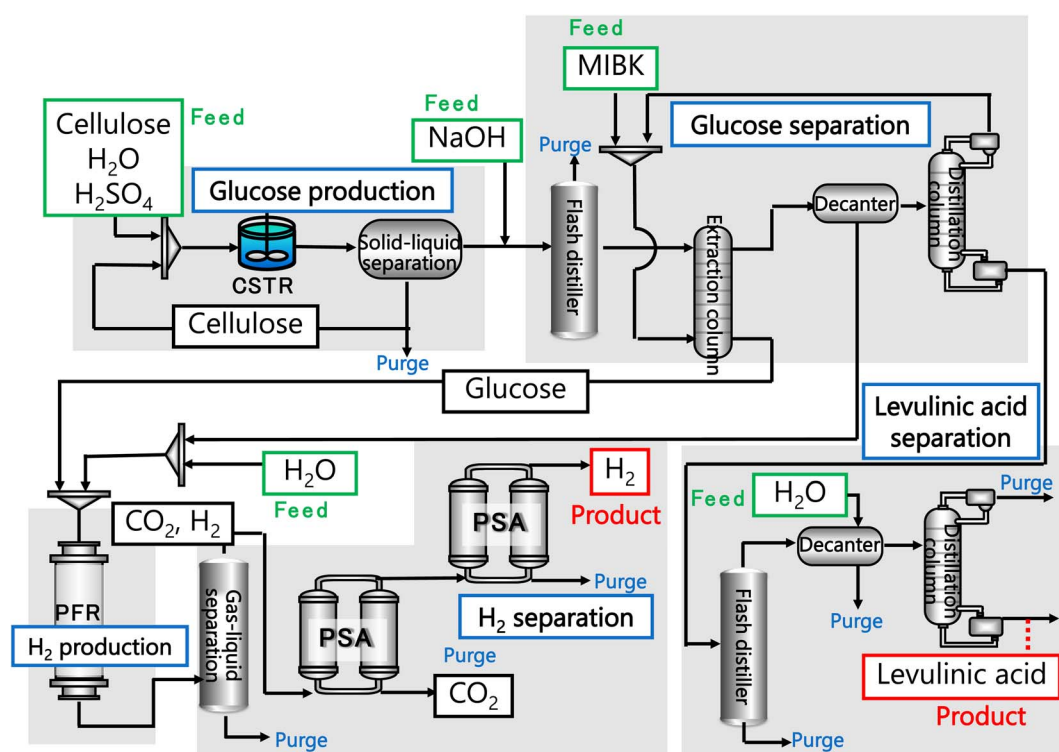 Feed
MIBK
Feed
Cellulose
H₂O
H₂SO₄
Feed
NaOH
Glucose separation
Purge
Glucose production
Flash distiller
Extraction column
Decanter
Distillation
column
Solid-liquid
separation
CSTR
Cellulose
Purge
Glucose
Levulinic acid
separation
H₂O
Feed
CO₂, H₂
H₂
Product
PSA
Purge
Feed
H₂O
Decanter
Purge
Distillation
column
Purge
PFR
H₂ production
Gas-liquid
separation
PSA
H₂ separation
Purge
CO₂
Purge
Flash distiller
Levulinic acid
Product
Purge